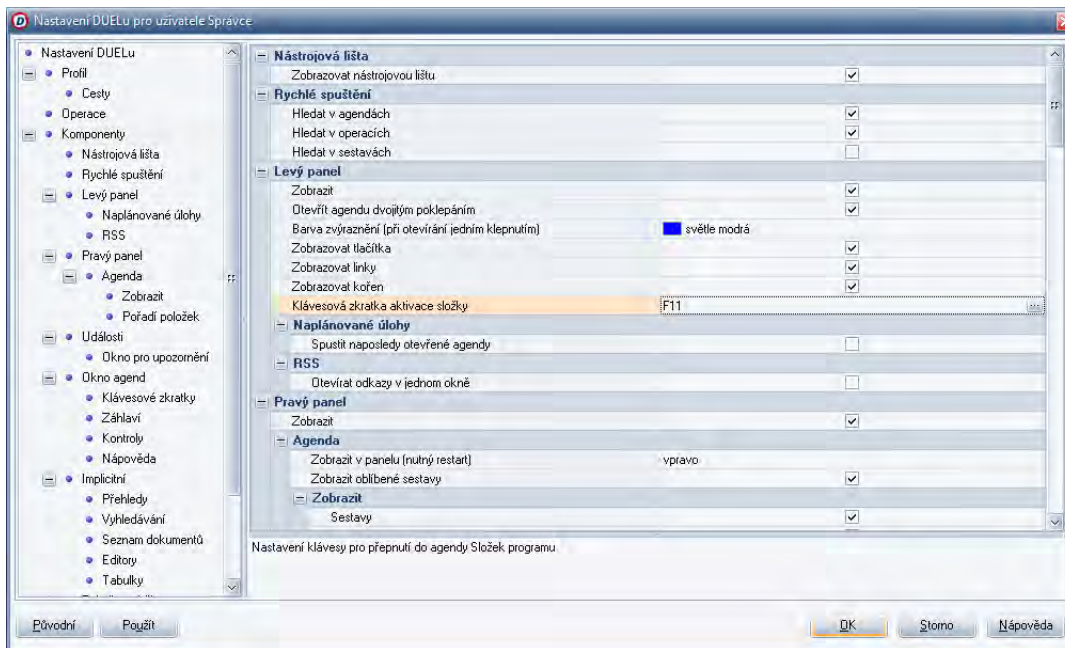 Nastavení DUELu pro uživatele Správce
Nastavení DUELu
Profil
Cesty
Operace
Komponenty
Nástrojová lišta
Rychlé spuštění
Levý panel
Naplánované úlohy
RSS
Pravý panel
Agenda
Zobrazit
Pořadí položek
Události
Okno pro upozornění
Okno agend
Klávesové zkratky
Záhlaví
Kontroly
Nápověda
Implicitní
Přehledy
Vyhledávání
Seznam dokumentů
Editory
Tabulky
Nástrojová lišta
Zobrazovat nástrojovou lištu
Rychlé spuštění
Hledat v agendách
Hledat v operacích
Hledat v sestavách
Levý panel
Zobrazit
Otevřít agendu dvojitým poklepáním
Barva zvýraznění (při otevírání jedním klepnutím) světle modrá
Zobrazovat tlačítka
Zobrazovat linky
Zobrazovat kořen
Klávesová zkratka aktivace složky F11
Naplánované úlohy
Spustit naposledy otevřené agendy
RSS
Otevírat odkazy v jednom okně
Pravý panel
Zobrazit
Agenda
Zobrazit v panelu (nutný restart) vpravo
Zobrazit oblíbené sestavy
Zobrazit
Sestavy
Nastavení klávesy pro přepnutí do agendy Složek programu
Původní Použít OK Storno Nápověda